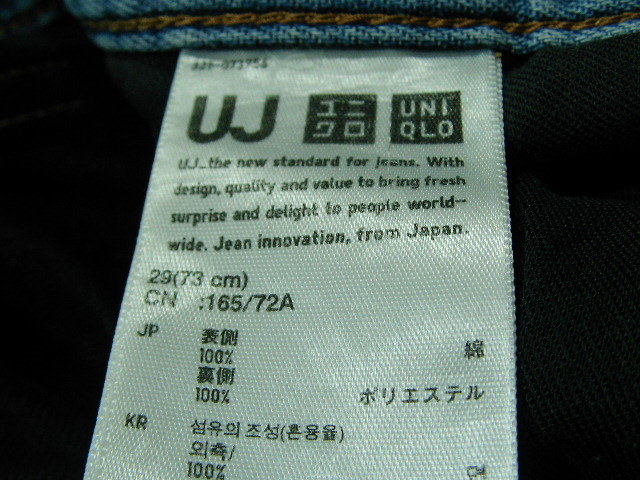 321-073956
UJ ユニクロ UNIQLO
UJ_the new standard for jeans. With
design, quality and value to bring fresh
surprise and delight to people world-
wide. Jean innovation, from Japan.
29(73 cm)
CN :165/72A
JP 表側
100% 綿
裏側
100% ポリエステル
KR 섬유의 조성(혼용율)
외측/
100%